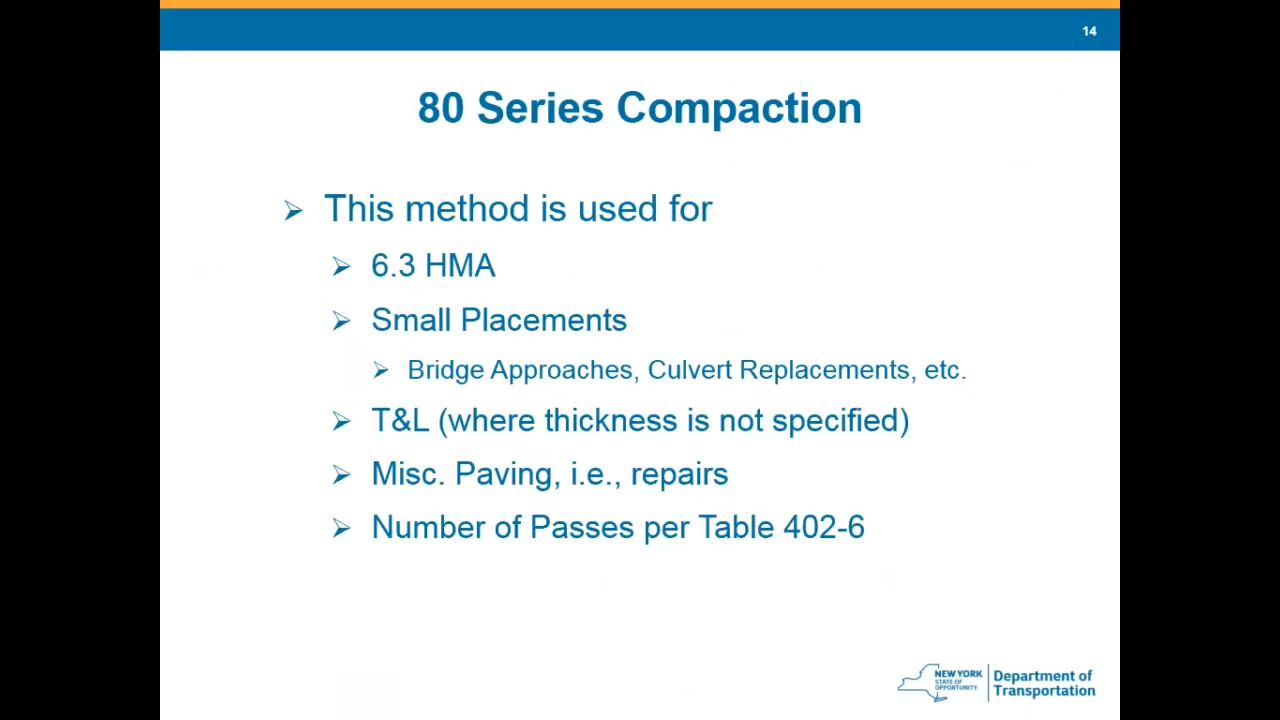 14
80 Series Compaction
This method is used for
6.3 HMA
Small Placements
Bridge Approaches, Culvert Replacements, etc.
T&L (where thickness is not specified)
Misc. Paving, i.e., repairs
Number of Passes per Table 402-6
NEW YORK
STATE OF
OPPORTUNITY.
Department of
Transportation